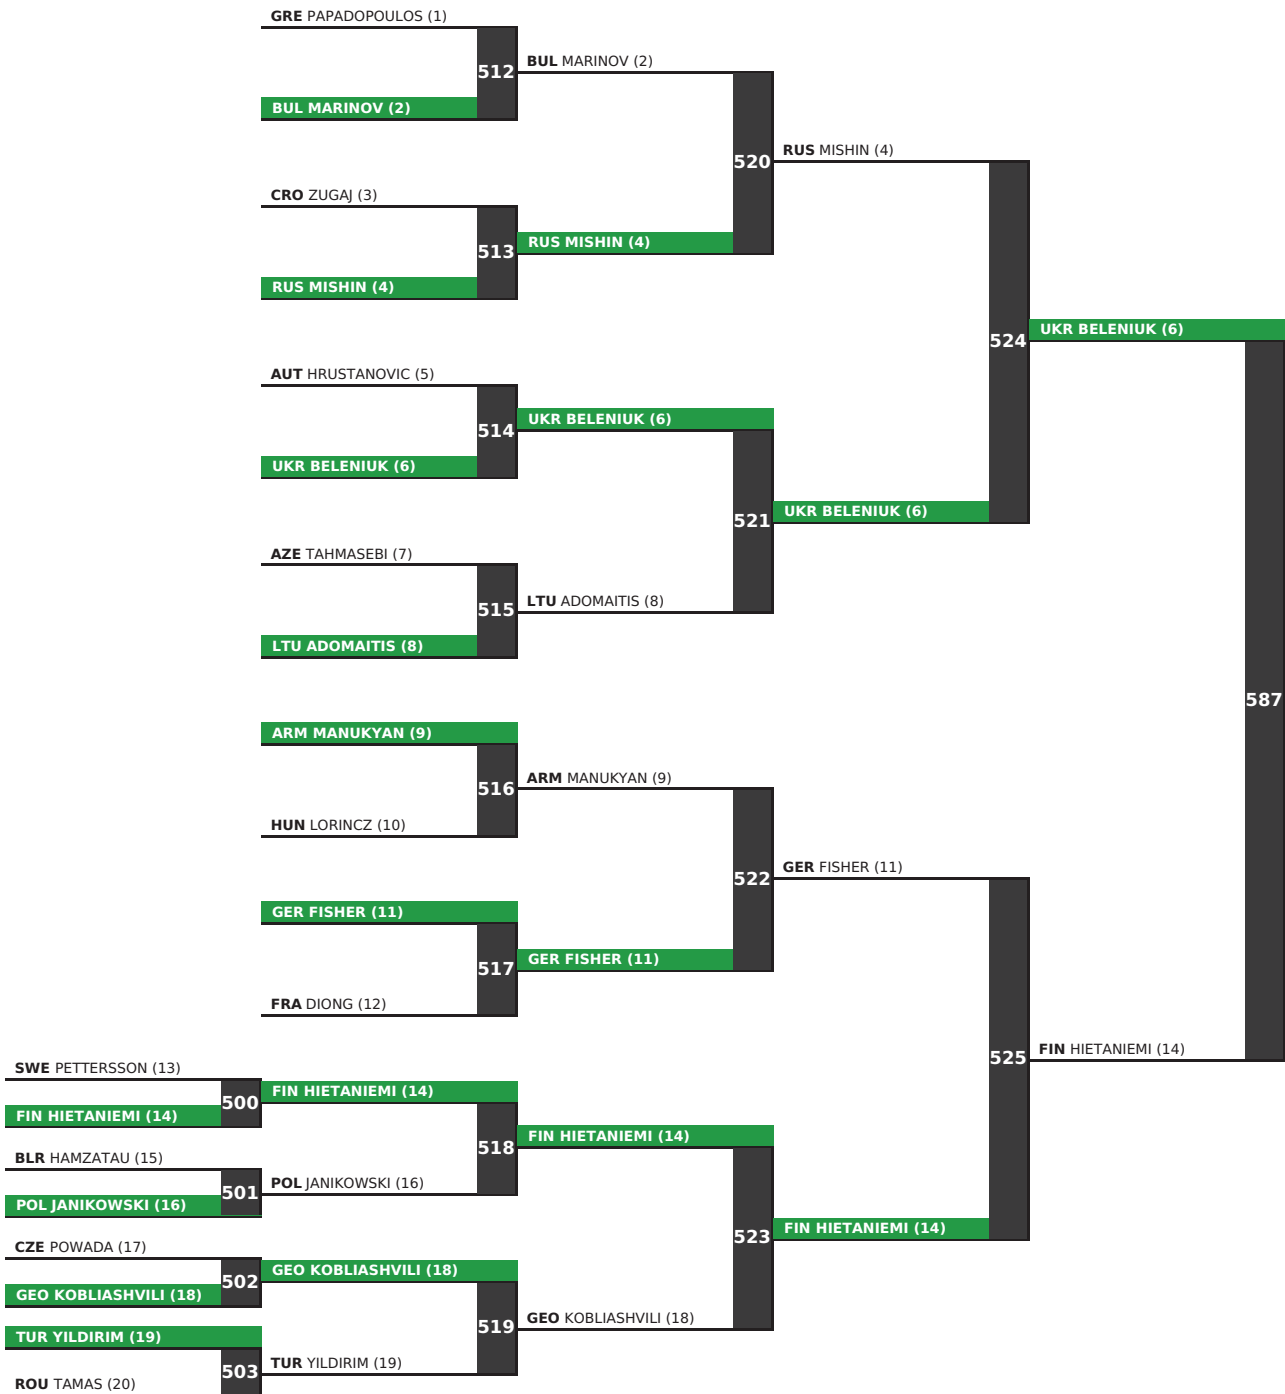 GRE PAPADOPOULOS (1)
512
BUL MARINOV (2)
BUL MARINOV (2)
520
RUS MISHIN (4)
CRO ZUGAJ (3)
513
RUS MISHIN (4)
RUS MISHIN (4)
524
UKR BELENIUK (6)
AUT HRUSTANOVIC (5)
514
UKR BELENIUK (6)
UKR BELENIUK (6)
521
UKR BELENIUK (6)
AZE TAHMASEBI (7)
515
LTU ADOMAITIS (8)
LTU ADOMAITIS (8)
587
ARM MANUKYAN (9)
516
ARM MANUKYAN (9)
HUN LORINCZ (10)
522
GER FISHER (11)
GER FISHER (11)
517
GER FISHER (11)
FRA DIONG (12)
525
FIN HIETANIEMI (14)
SWE PETTERSSON (13)
500
FIN HIETANIEMI (14)
FIN HIETANIEMI (14)
518
FIN HIETANIEMI (14)
BLR HAMZATAU (15)
501
POL JANIKOWSKI (16)
POL JANIKOWSKI (16)
523
FIN HIETANIEMI (14)
CZE POWADA (17)
502
GEO KOBLIASHVILI (18)
GEO KOBLIASHVILI (18)
519
GEO KOBLIASHVILI (18)
TUR YILDIRIM (19)
503
TUR YILDIRIM (19)
ROU TAMAS (20)